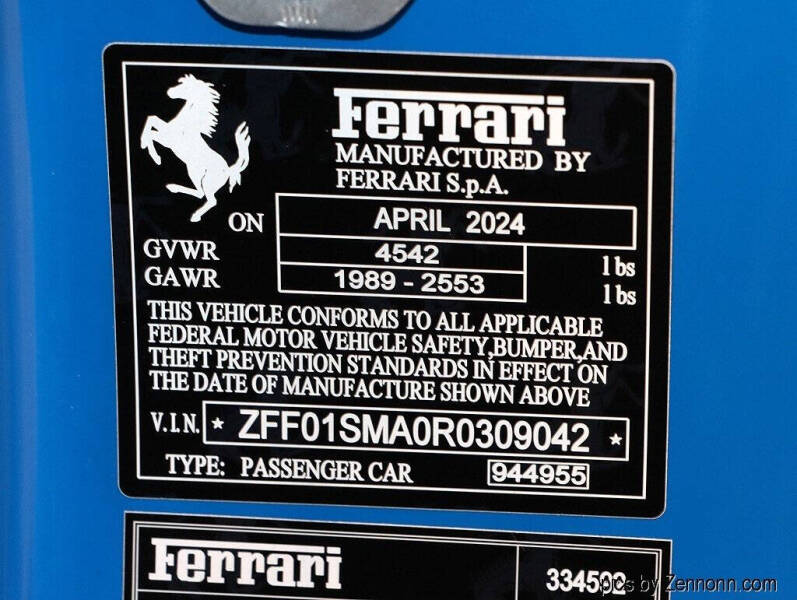 Ferrari
MANUFACTURED BY
FERRARI S.p.A.
ON APRIL 2024
GVWR 4542 lbs
GAWR 1989 - 2553 lbs
THIS VEHICLE CONFORMS TO ALL APPLICABLE
FEDERAL MOTOR VEHICLE SAFETY,BUMPER,AND
THEFT PREVENTION STANDARDS IN EFFECT ON
THE DATE OF MANUFACTURE SHOWN ABOVE
V.I.N. * ZFF01SMA0R0309042 *
TYPE: PASSENGER CAR 944955
Ferrari
pics by Zennonn.com